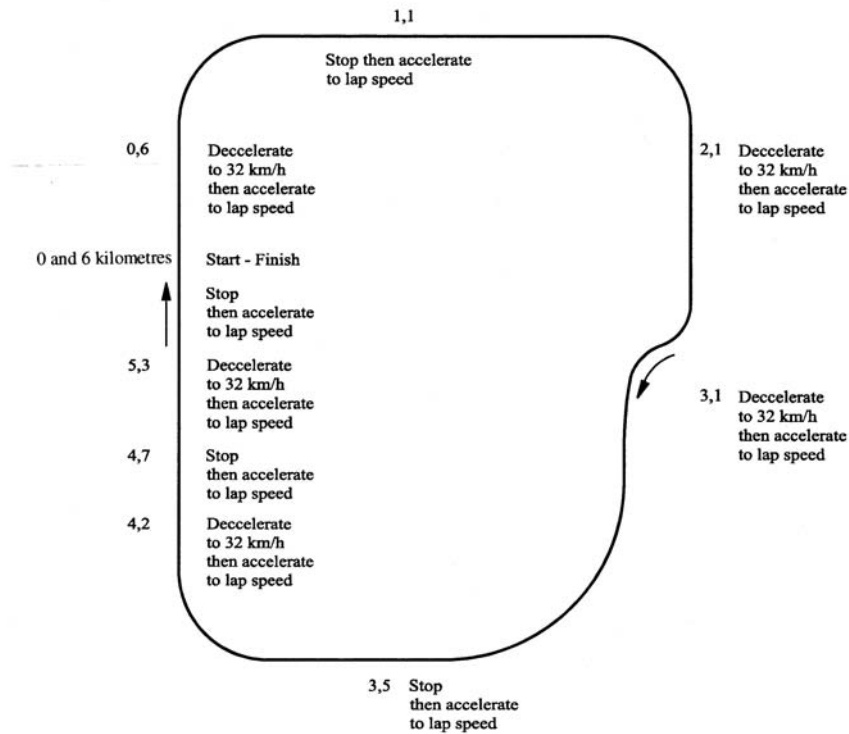 1,1
Stop then accelerate
to lap speed
0,6
Deccelerate
to 32 km/h
then accelerate
to lap speed
2,1
Deccelerate
to 32 km/h
then accelerate
to lap speed
0 and 6 kilometres
Start - Finish
Stop
then accelerate
to lap speed
5,3
Deccelerate
to 32 km/h
then accelerate
to lap speed
3,1
Deccelerate
to 32 km/h
then accelerate
to lap speed
4,7
Stop
then accelerate
to lap speed
4,2
Deccelerate
to 32 km/h
then accelerate
to lap speed
3,5
Stop
then accelerate
to lap speed